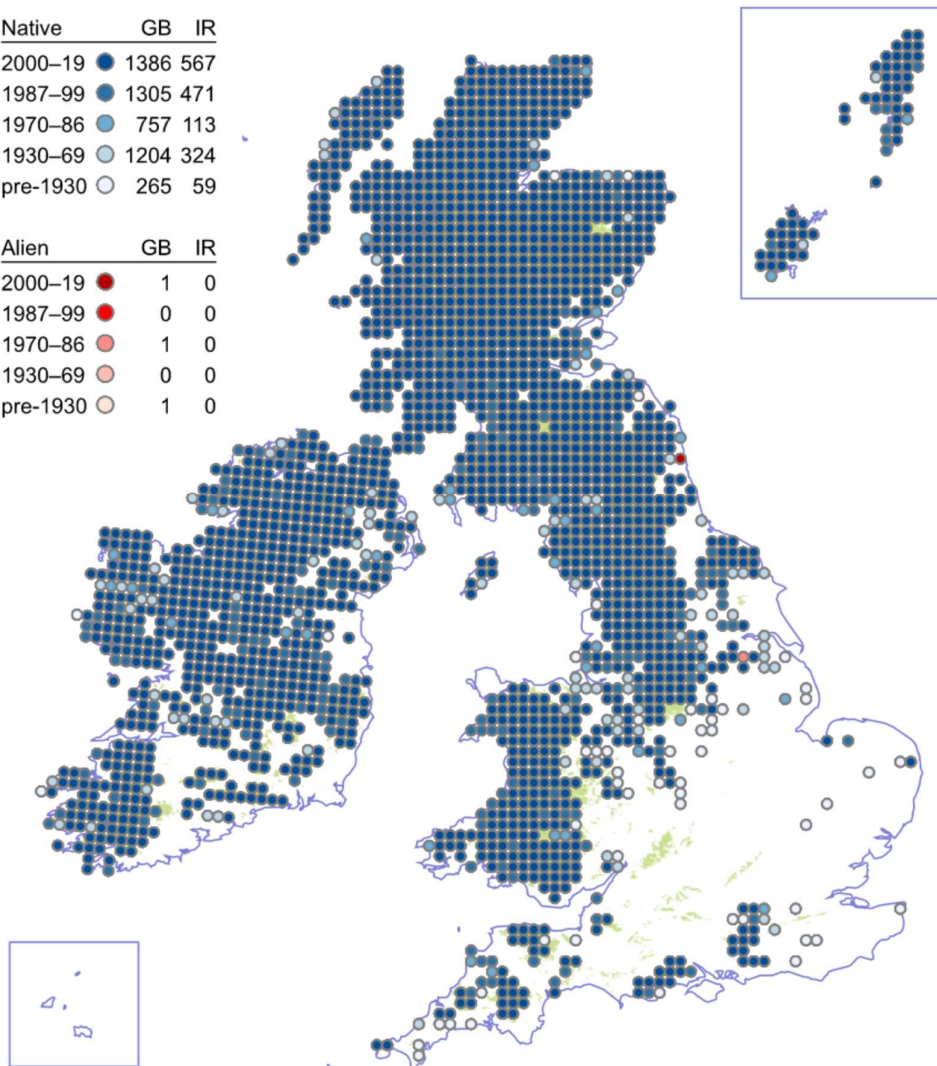 Native GB IR
2000–19 1386 567
1987–99 1305 471
1970–86 757 113
1930–69 1204 324
pre-1930 265 59
Alien GB IR
2000–19 1 0
1987–99 0 0
1970–86 1 0
1930–69 0 0
pre-1930 1 0